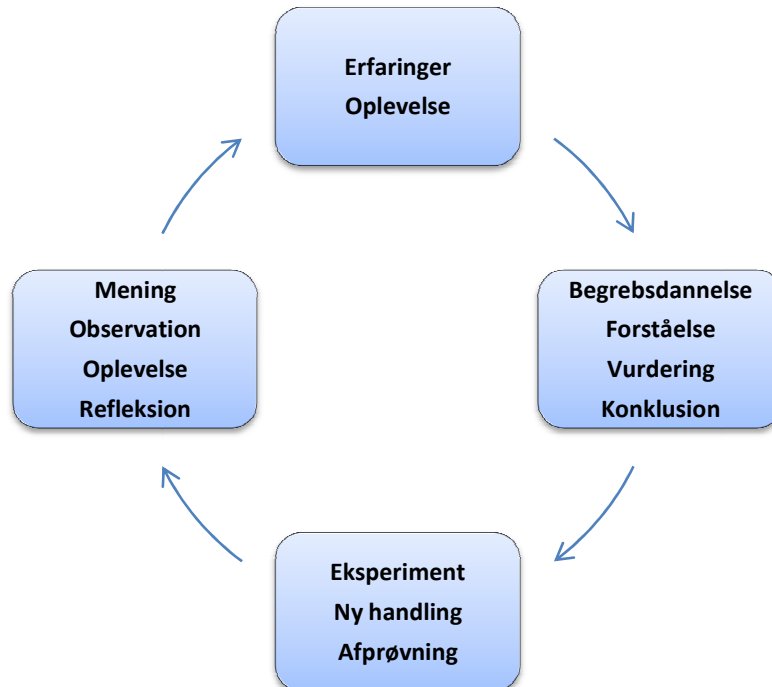 Erfaringer
Oplevelse
Begrebsdannelse
Forståelse
Vurdering
Konklusion
Eksperiment
Ny handling
Afprøvning
Mening
Observation
Oplevelse
Refleksion